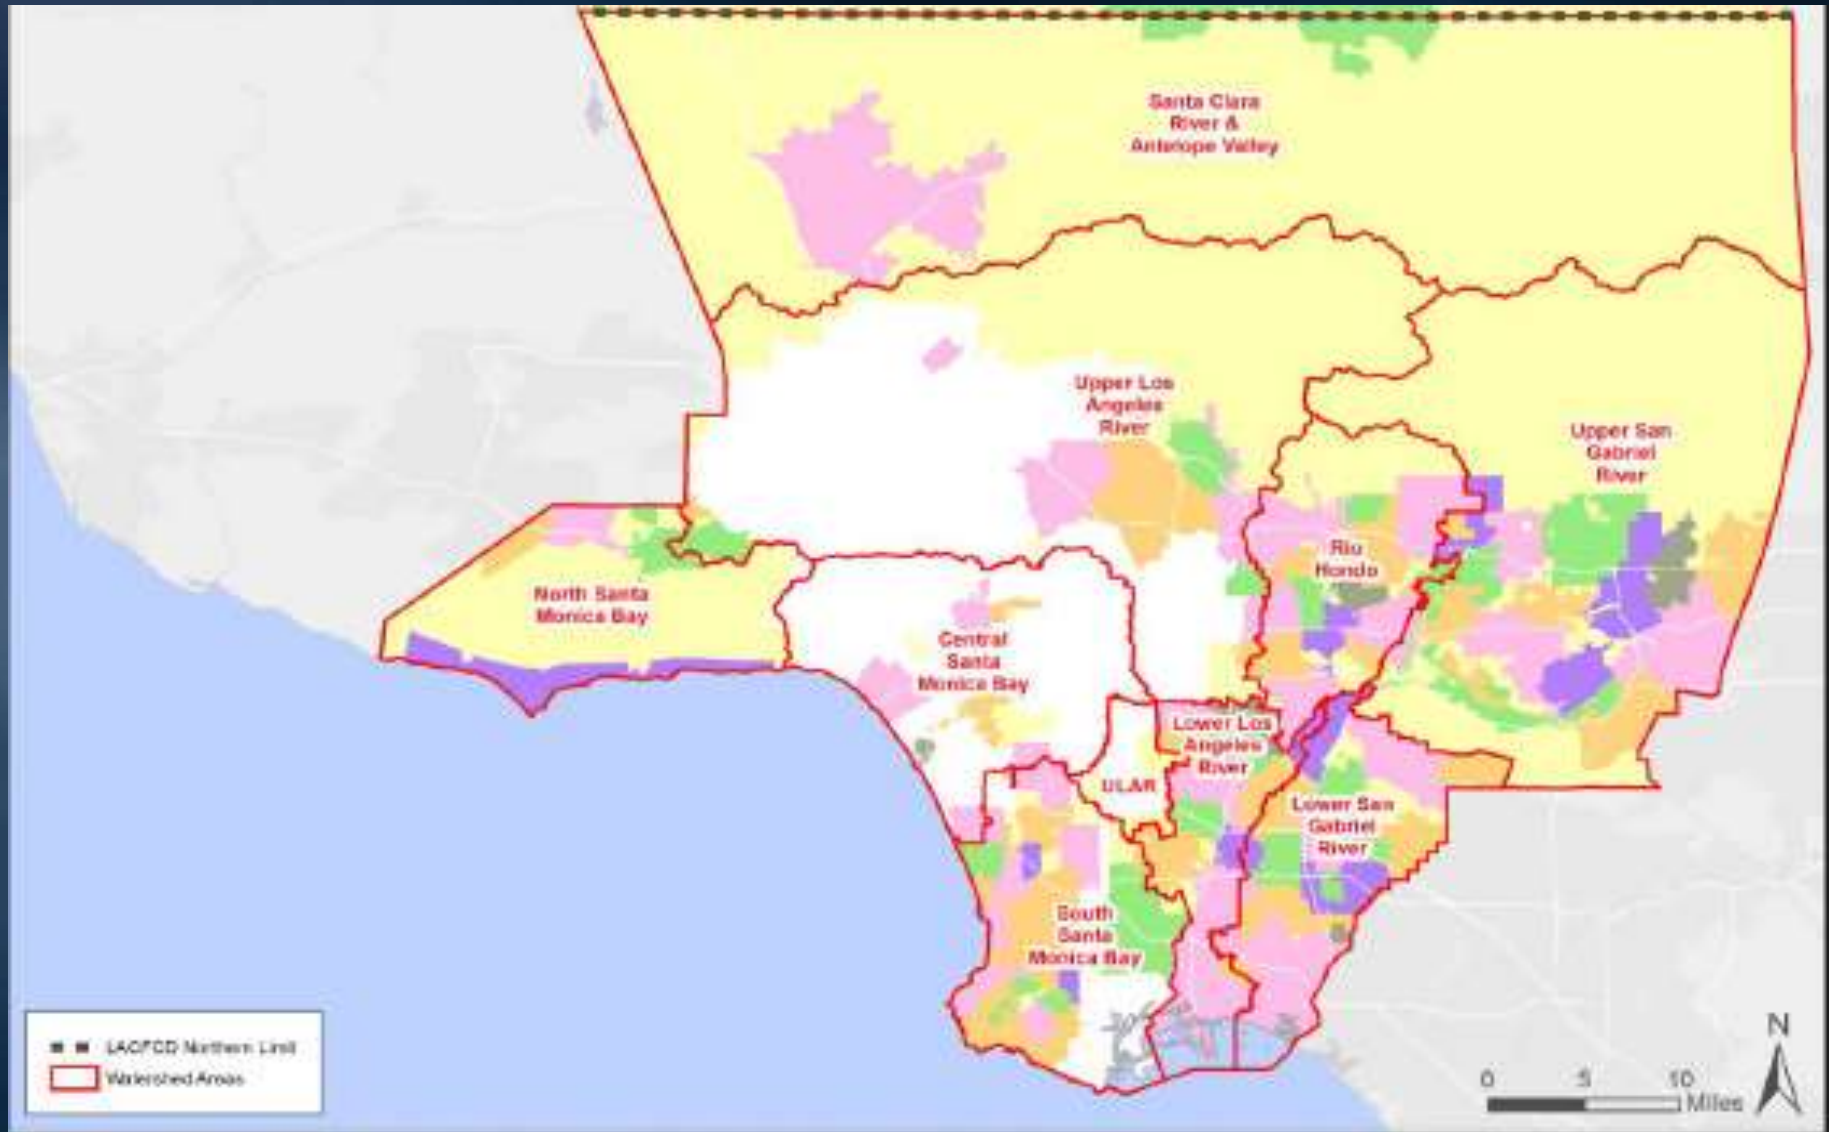 Santa Clara
River &
Antelope Valley
Upper Los
Angeles
River
Upper San
Gabriel
River
Rio
Hondo
North Santa
Monica Bay
Central
Santa
Monica Bay
Lower Los
Angeles
River
ULAR
Lower San
Gabriel
River
South
Santa
Monica Bay
LACFCD Northern Limit
Watershed Areas
N
0 5 10
Miles